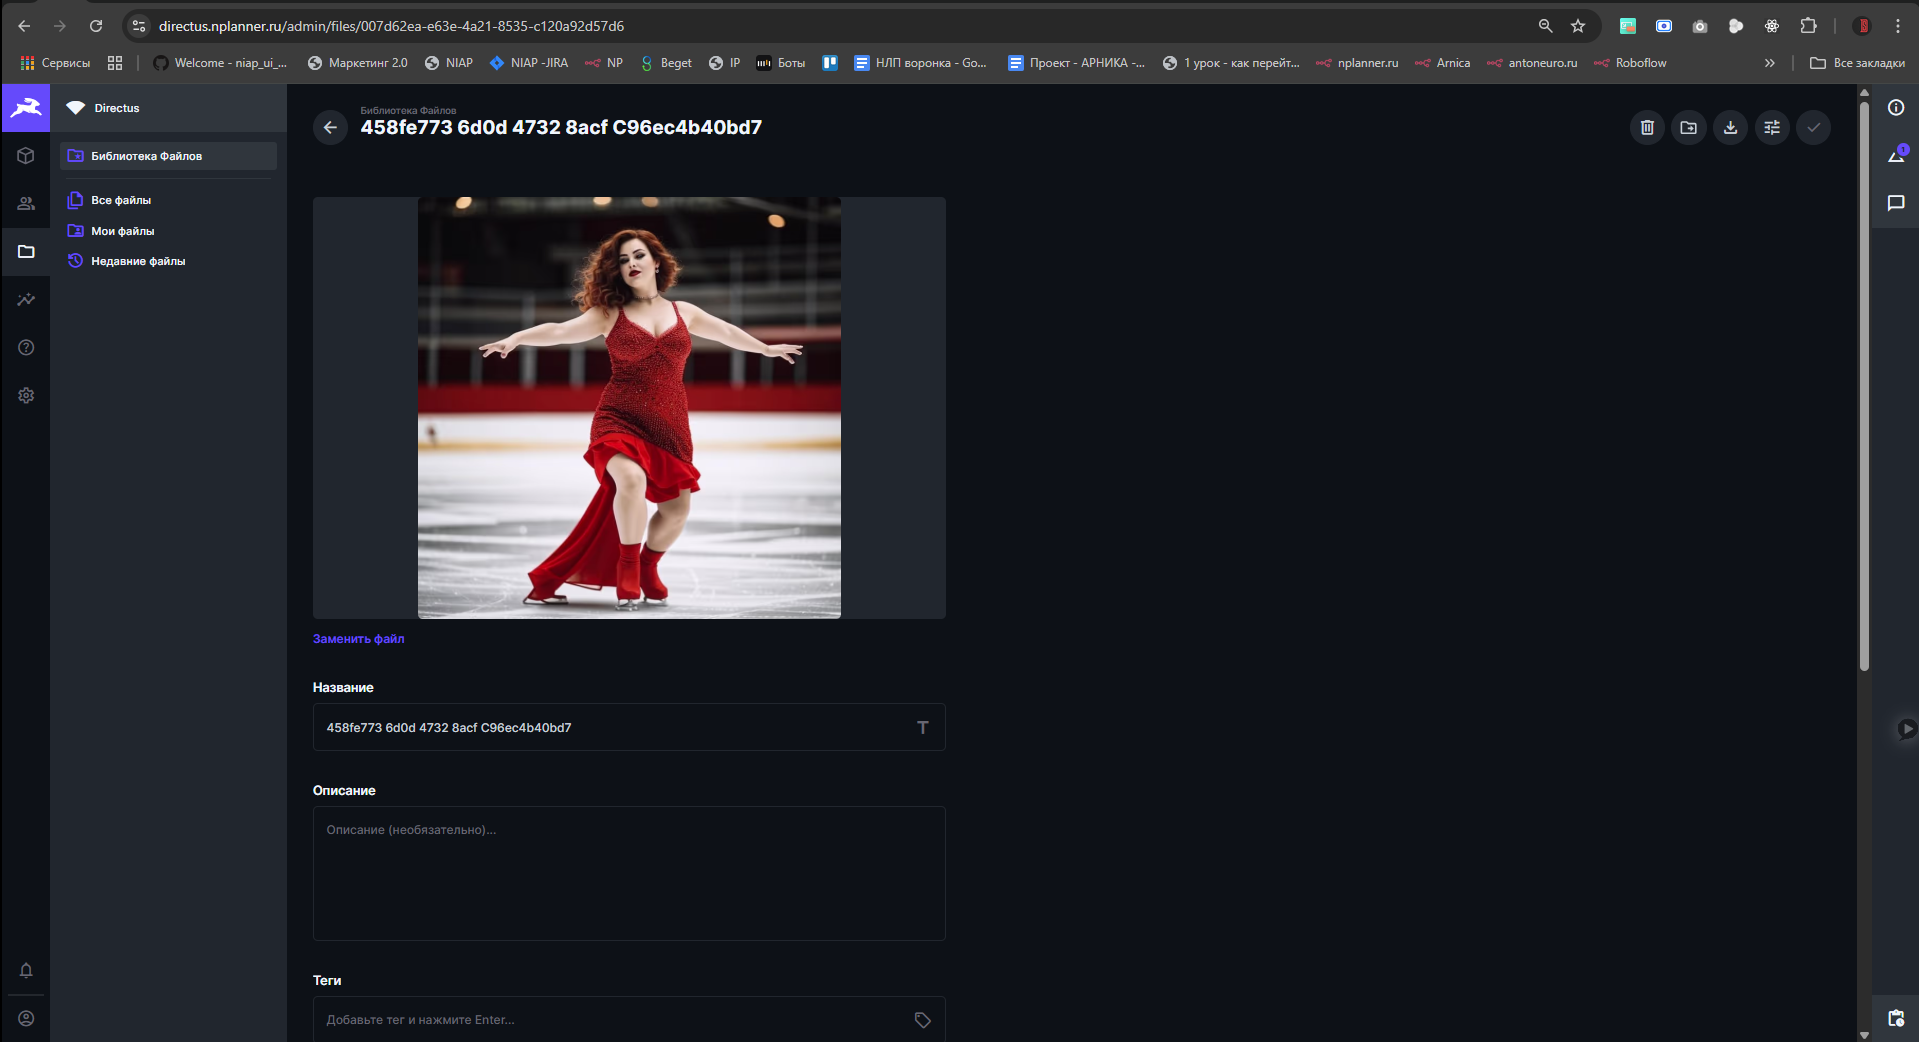 directus.nplanner.ru/admin/files/007d62ea-e63e-4a21-8535-c120a92d57d6
Сервисы
Welcome - niap_ui_...
Маркетинг 2.0
NIAP
NIAP -JIRA
NP
Beget
IP
Боты
НЛП воронка - Go...
Проект - АРНИКА -...
1 урок - как перейт...
nplanner.ru
Arnica
antoneuro.ru
Roboflow
Все закладки
Directus
Библиотека Файлов
Все файлы
Мои файлы
Недавние файлы
Библиотека Файлов
458fe773 6d0d 4732 8acf C96ec4b40bd7
1
Заменить файл
Название
458fe773 6d0d 4732 8acf C96ec4b40bd7
Описание
Описание (необязательно)...
Теги
Добавьте тег и нажмите Enter...